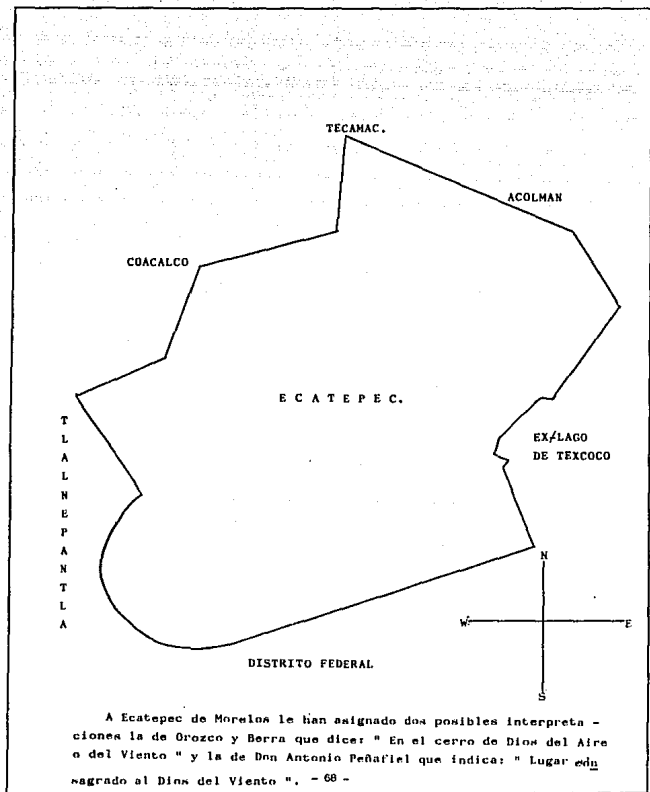 TECAMAC.
ACOLMAN
COACALCO
E C A T E P E C.
TLALNEPANTLA
EX/LAGO
DE TEXCOCO
N
W E
S
DISTRITO FEDERAL
A Ecatepec de Morelos le han asignado dos posibles interpreta -
ciones la de Orozco y Berra que dice: " En el cerro de Dios del Aire
o del Viento " y la de Don Antonio Peñafiel que indica: " Lugar con
sagrado al Dios del Viento ". - 68 -